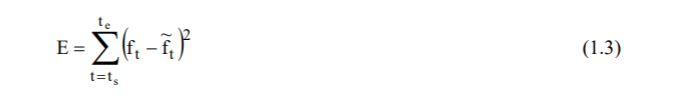 E = \sum_{t=t_s}^{t_e} (f_t - \tilde{f}_t)^2 (1.3)